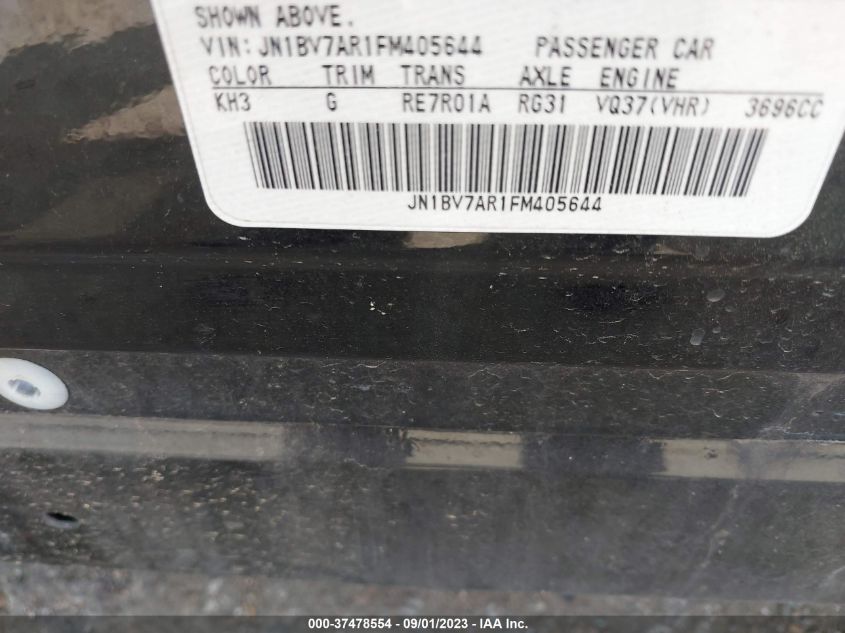 SHOWN ABOVE.
VIN: JN1BV7AR1FM405644 PASSENGER CAR
COLOR TRIM TRANS AXLE ENGINE
KH3 G RE7R01A RG31 VQ37(VHR) 3696CC
JN1BV7AR1FM405644
000-37478554 - 09/01/2023 - IAA Inc.